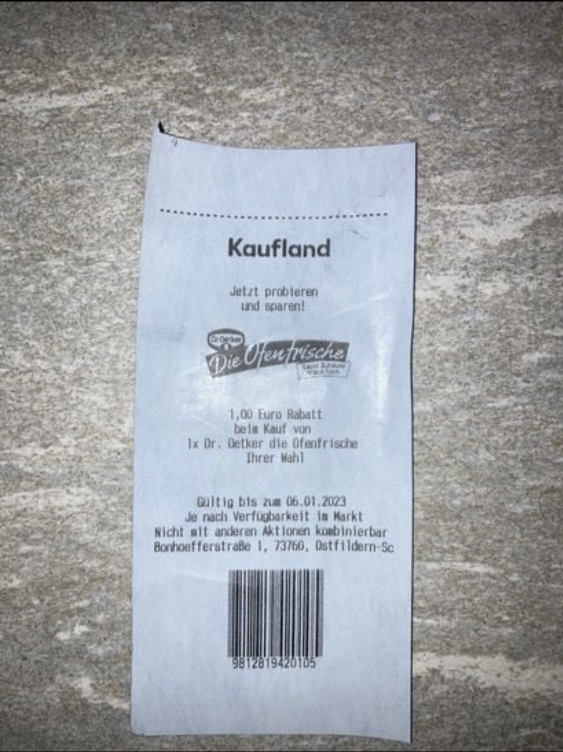 Kaufland
Jetzt probieren
und sparen!
Dr. Oetker
Die Ofenfrische
1,00 Euro Rabatt
beim Kauf von
1x Dr. Oetker die Ofenfrische
Ihrer Wahl
Gültig bis zum 06.01.2023
Je nach Verfügbarkeit im Markt
Nicht mit anderen Aktionen kombinierbar
Bonhoefferstraße 1, 73760, Ostfildern-Sc
9812819420105